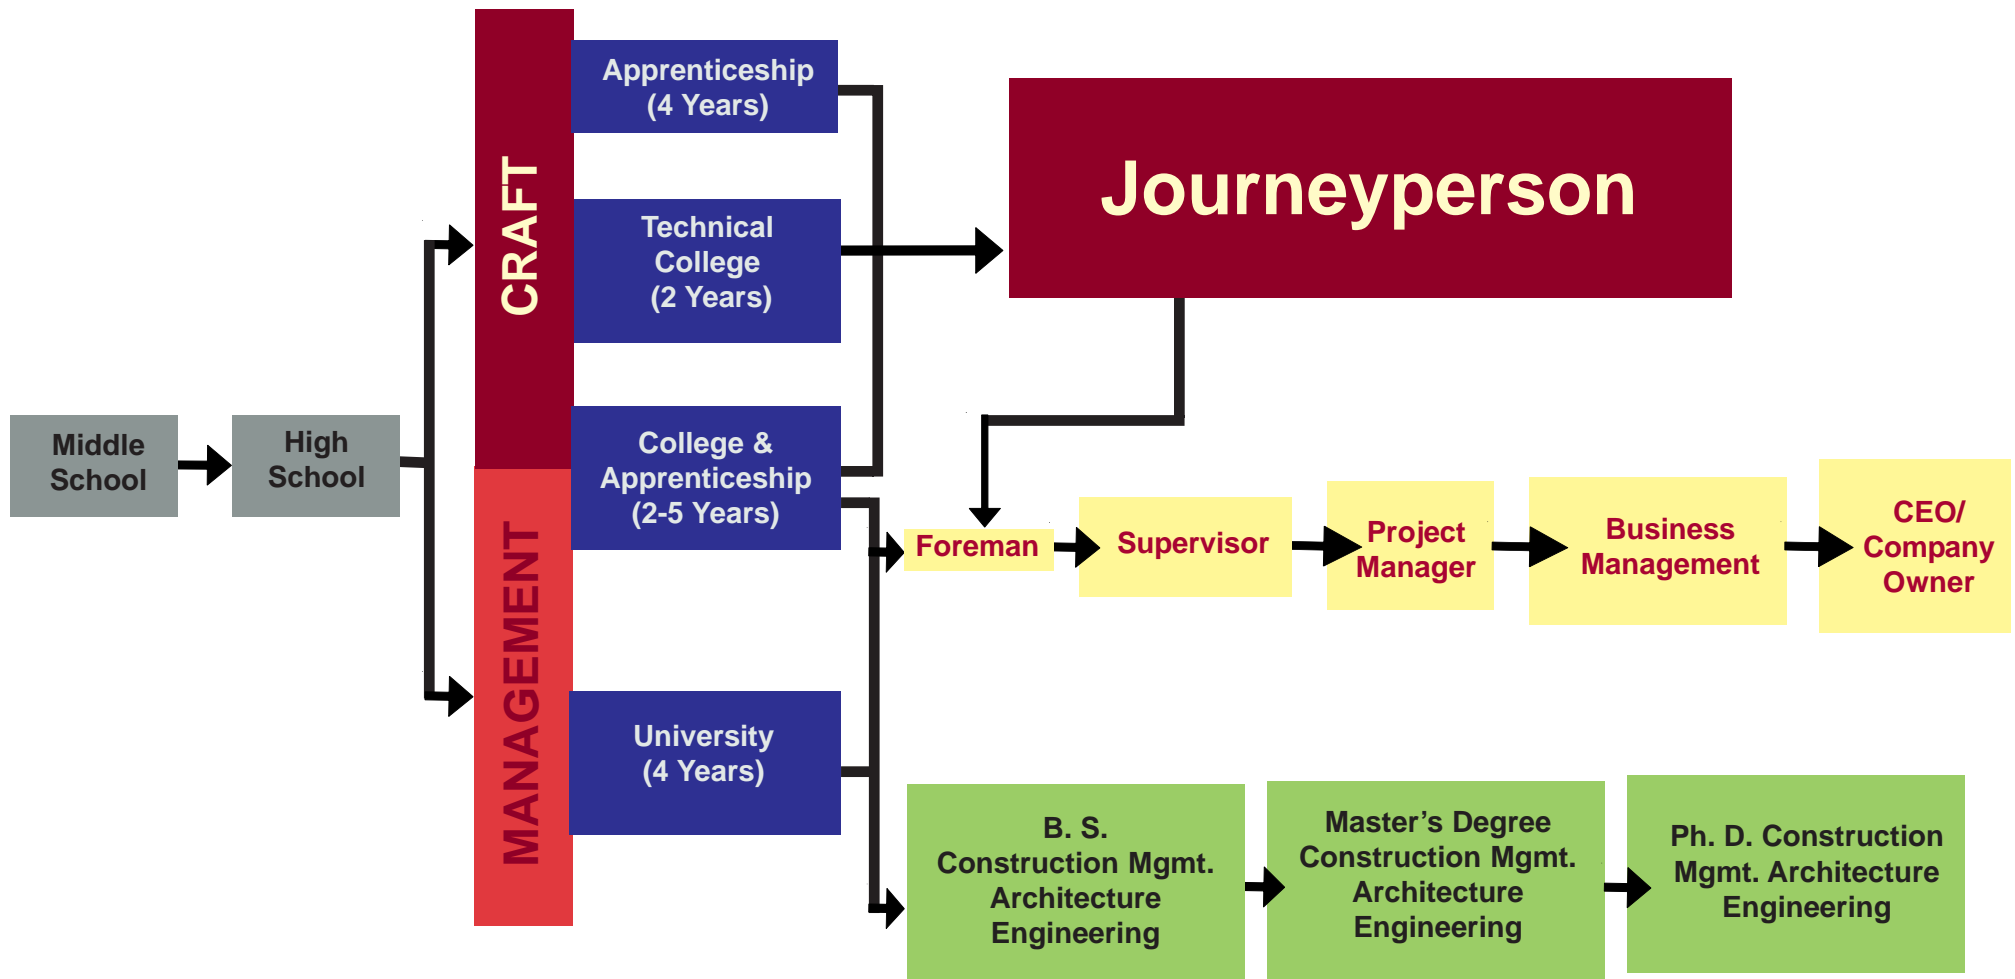 Middle
School
High
School
CRAFT
MANAGEMENT
Apprenticeship
(4 Years)
Technical
College
(2 Years)
College &
Apprenticeship
(2-5 Years)
University
(4 Years)
Journeyperson
Foreman
Supervisor
Project
Manager
Business
Management
CEO/
Company
Owner
B. S.
Construction Mgmt.
Architecture
Engineering
Master’s Degree
Construction Mgmt.
Architecture
Engineering
Ph. D. Construction
Mgmt. Architecture
Engineering